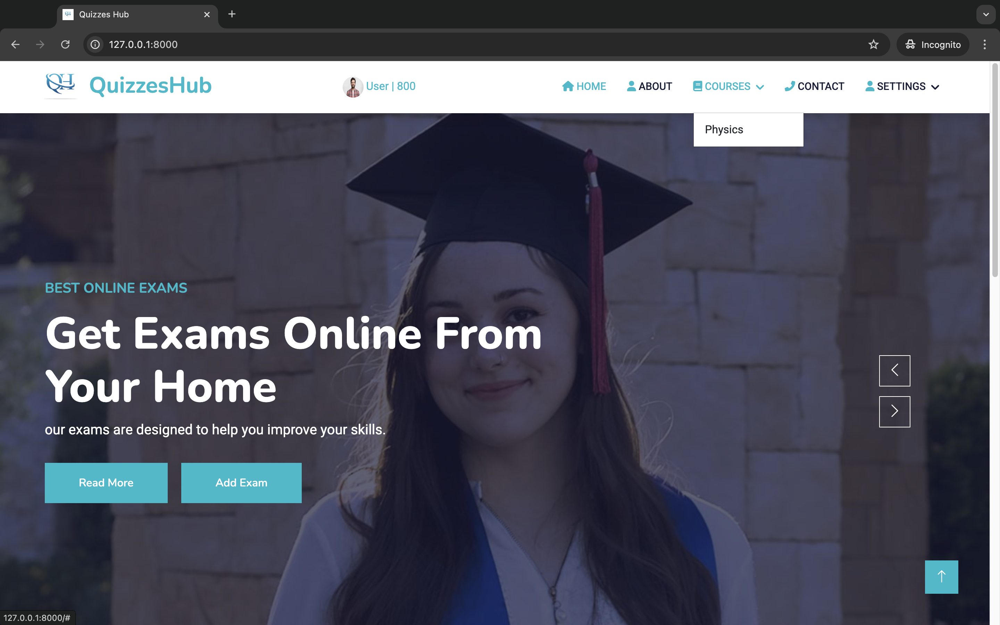 Quizzes Hub
127.0.0.1:8000
Incognito
QH
QuizzesHub
User | 800
HOME
ABOUT
COURSES
CONTACT
SETTINGS
Physics
BEST ONLINE EXAMS
Get Exams Online From
Your Home
our exams are designed to help you improve your skills.
Read More
Add Exam
127.0.0.1:8000/#